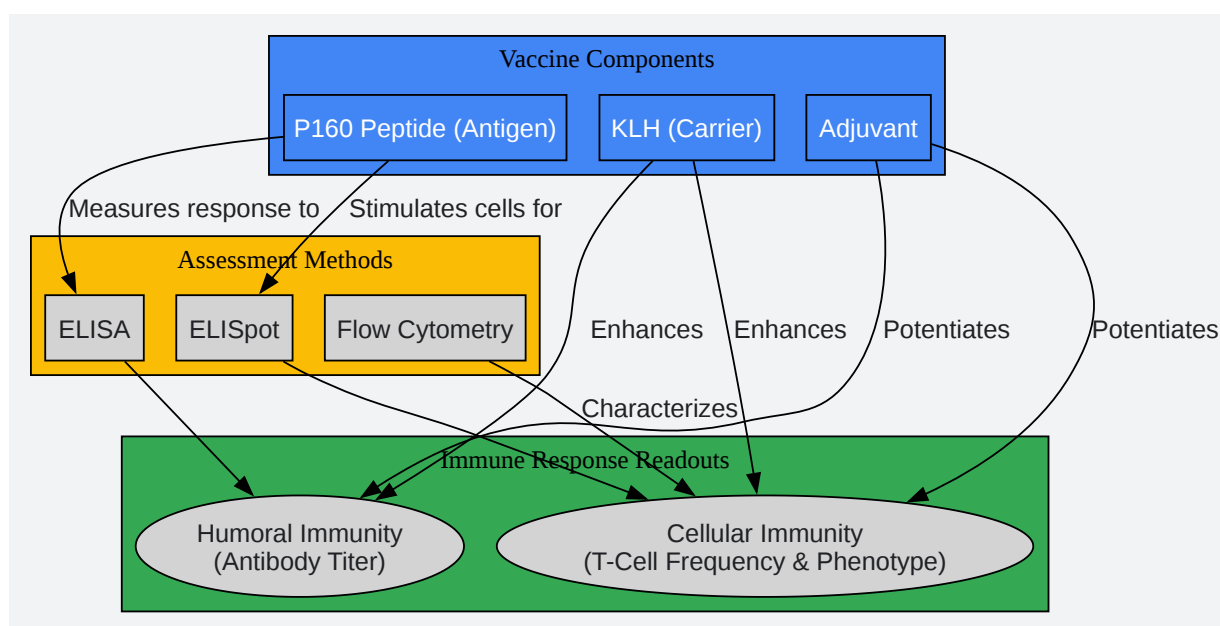 Vaccine Components
P160 Peptide (Antigen)
KLH (Carrier)
Adjuvant
Measures response to
Stimulates cells for
Assessment Methods
ELISA
ELISpot
Flow Cytometry
Enhances
Enhances
Potentiates
Potentiates
Characterizes
Immune Response Readouts
Humoral Immunity
(Antibody Titer)
Cellular Immunity
(T-Cell Frequency & Phenotype)